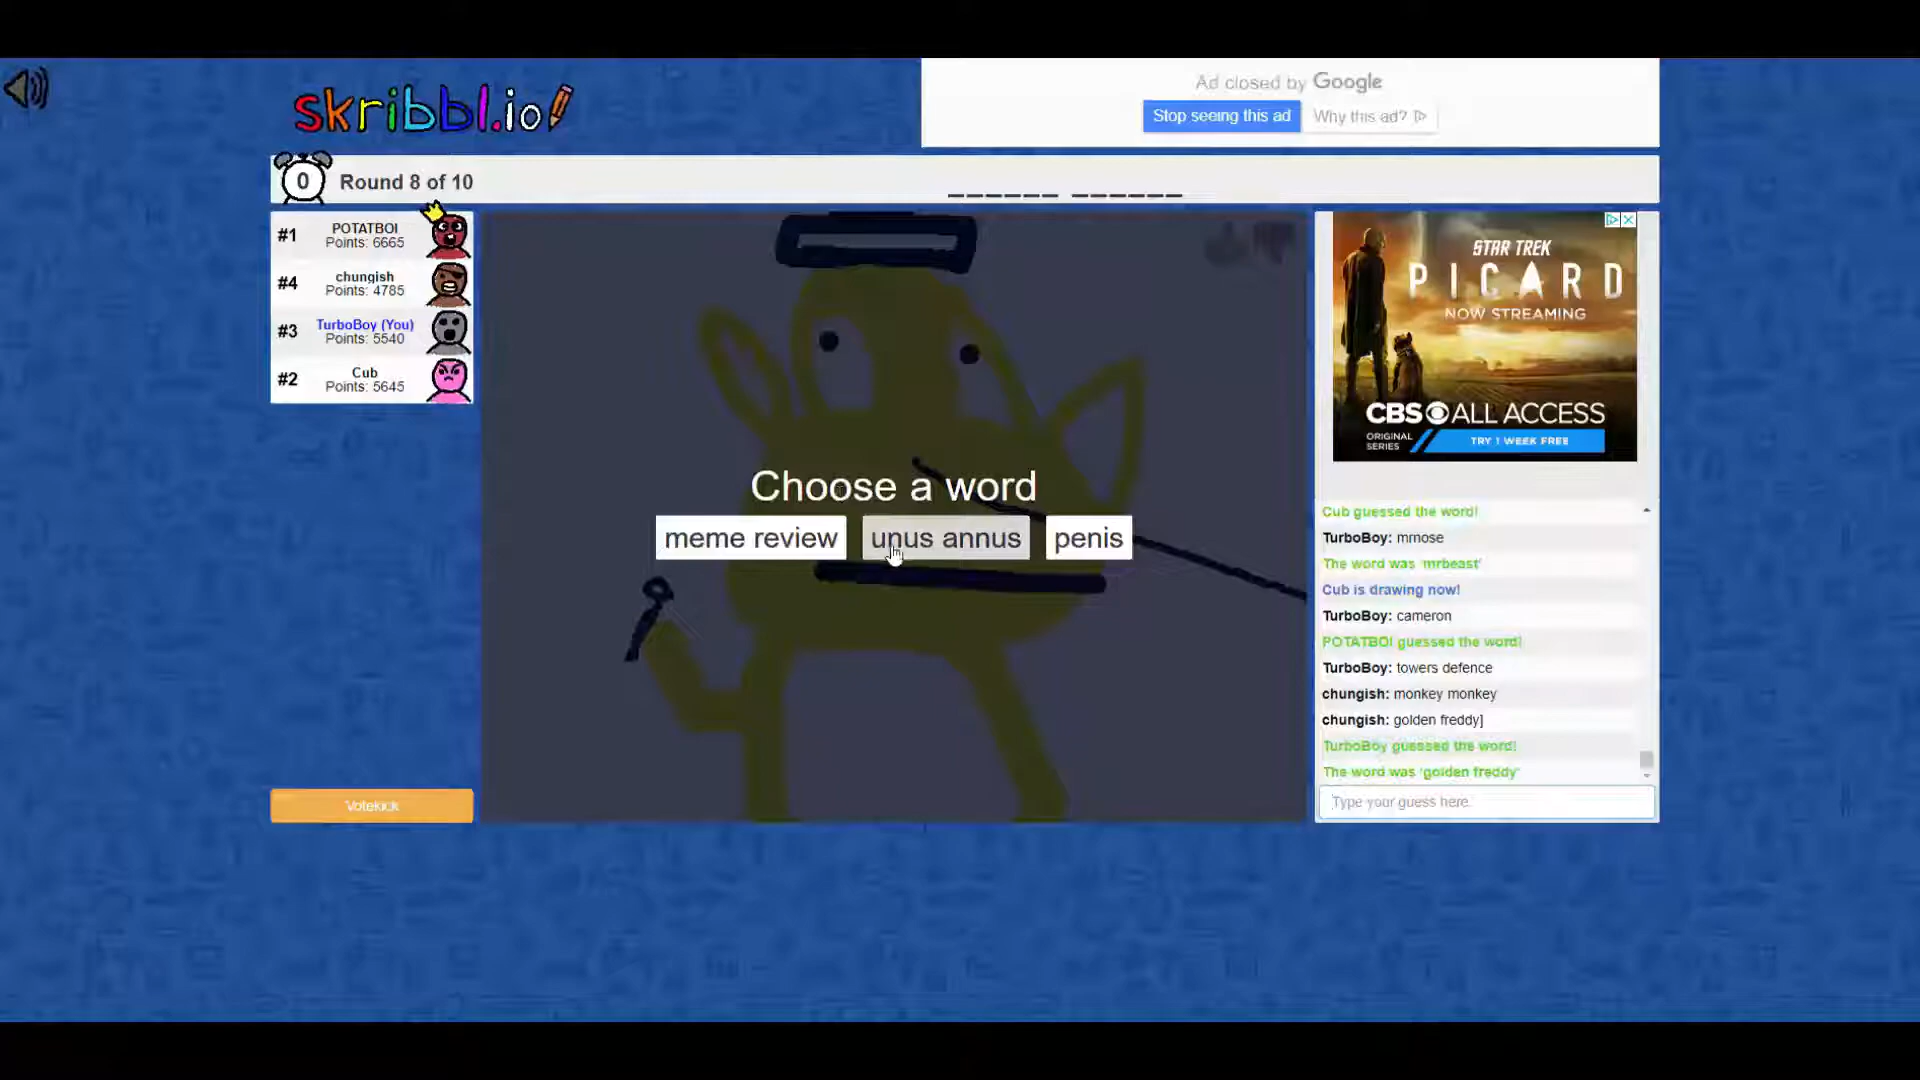 Ad closed by Google
Stop seeing this ad
Why this ad?
skribbl.io
0
Round 8 of 10
______ ______
#1
POTATBOI
Points: 6665
#4
chungish
Points: 4785
#3
TurboBoy (You)
Points: 5540
#2
Cub
Points: 5645
Votekick
Choose a word
meme review
unus annus
penis
STAR TREK
PICARD
NOW STREAMING
CBS ALL ACCESS
ORIGINAL SERIES
TRY 1 WEEK FREE
Cub guessed the word!
TurboBoy: mrnose
The word was 'mrbeast'
Cub is drawing now!
TurboBoy: cameron
POTATBOI guessed the word!
TurboBoy: towers defence
chungish: monkey monkey
chungish: golden freddy]
TurboBoy guessed the word!
The word was 'golden freddy'
Type your guess here.